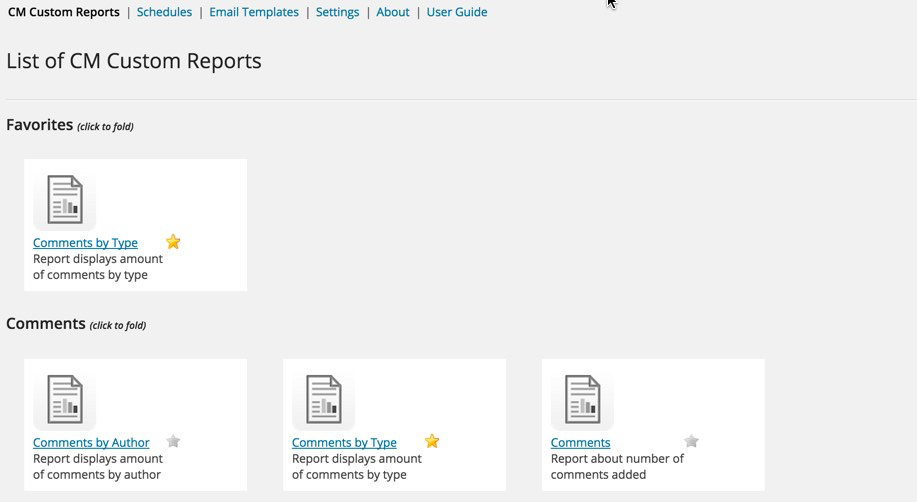 CM Custom Reports | Schedules | Email Templates | Settings | About | User Guide
List of CM Custom Reports
Favorites (click to fold)
Comments by Type
Report displays amount
of comments by type
Comments (click to fold)
Comments by Author
Report displays amount
of comments by author
Comments by Type
Report displays amount
of comments by type
Comments
Report about number of
comments added